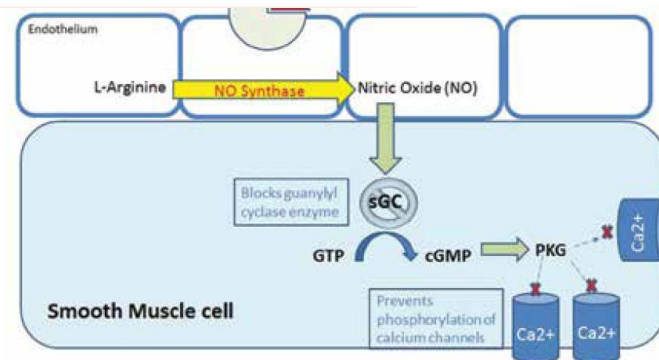 Endothelium
L-Arginine
NO Synthase
Nitric Oxide (NO)
Blocks guanylyl
cyclase enzyme
sGC
GTP
cGMP
PKG
Ca2+
Smooth Muscle cell
Prevents
phosphorylation of
calcium channels
Ca2+
Ca2+